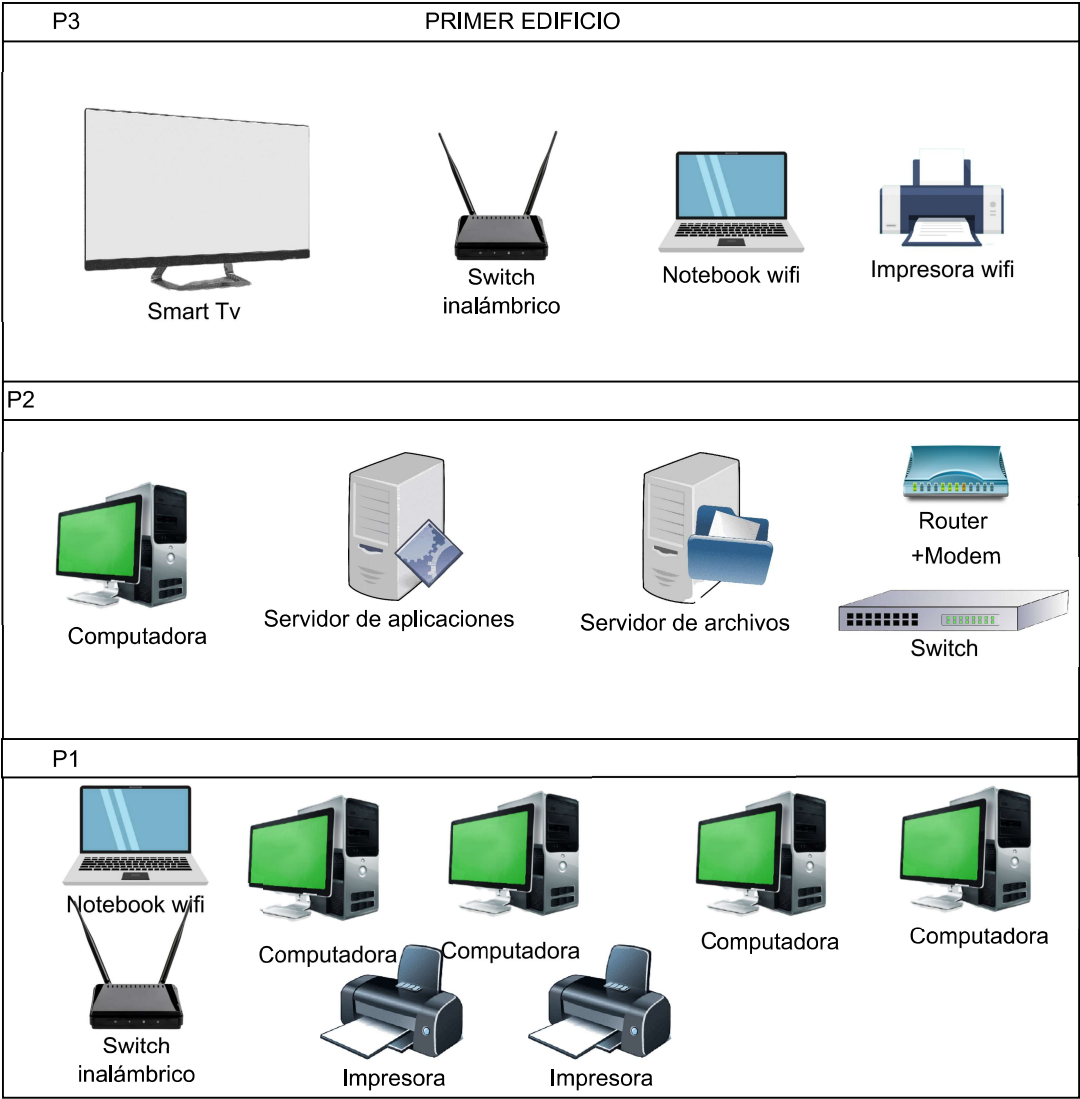 P3
PRIMER EDIFICIO
Smart Tv
Switch
inalámbrico
Notebook wifi
Impresora wifi
P2
Computadora
Servidor de aplicaciones
Servidor de archivos
Router
+Modem
Switch
P1
Notebook wifi
Switch
inalámbrico
Computadora
Computadora
Computadora
Computadora
Impresora
Impresora